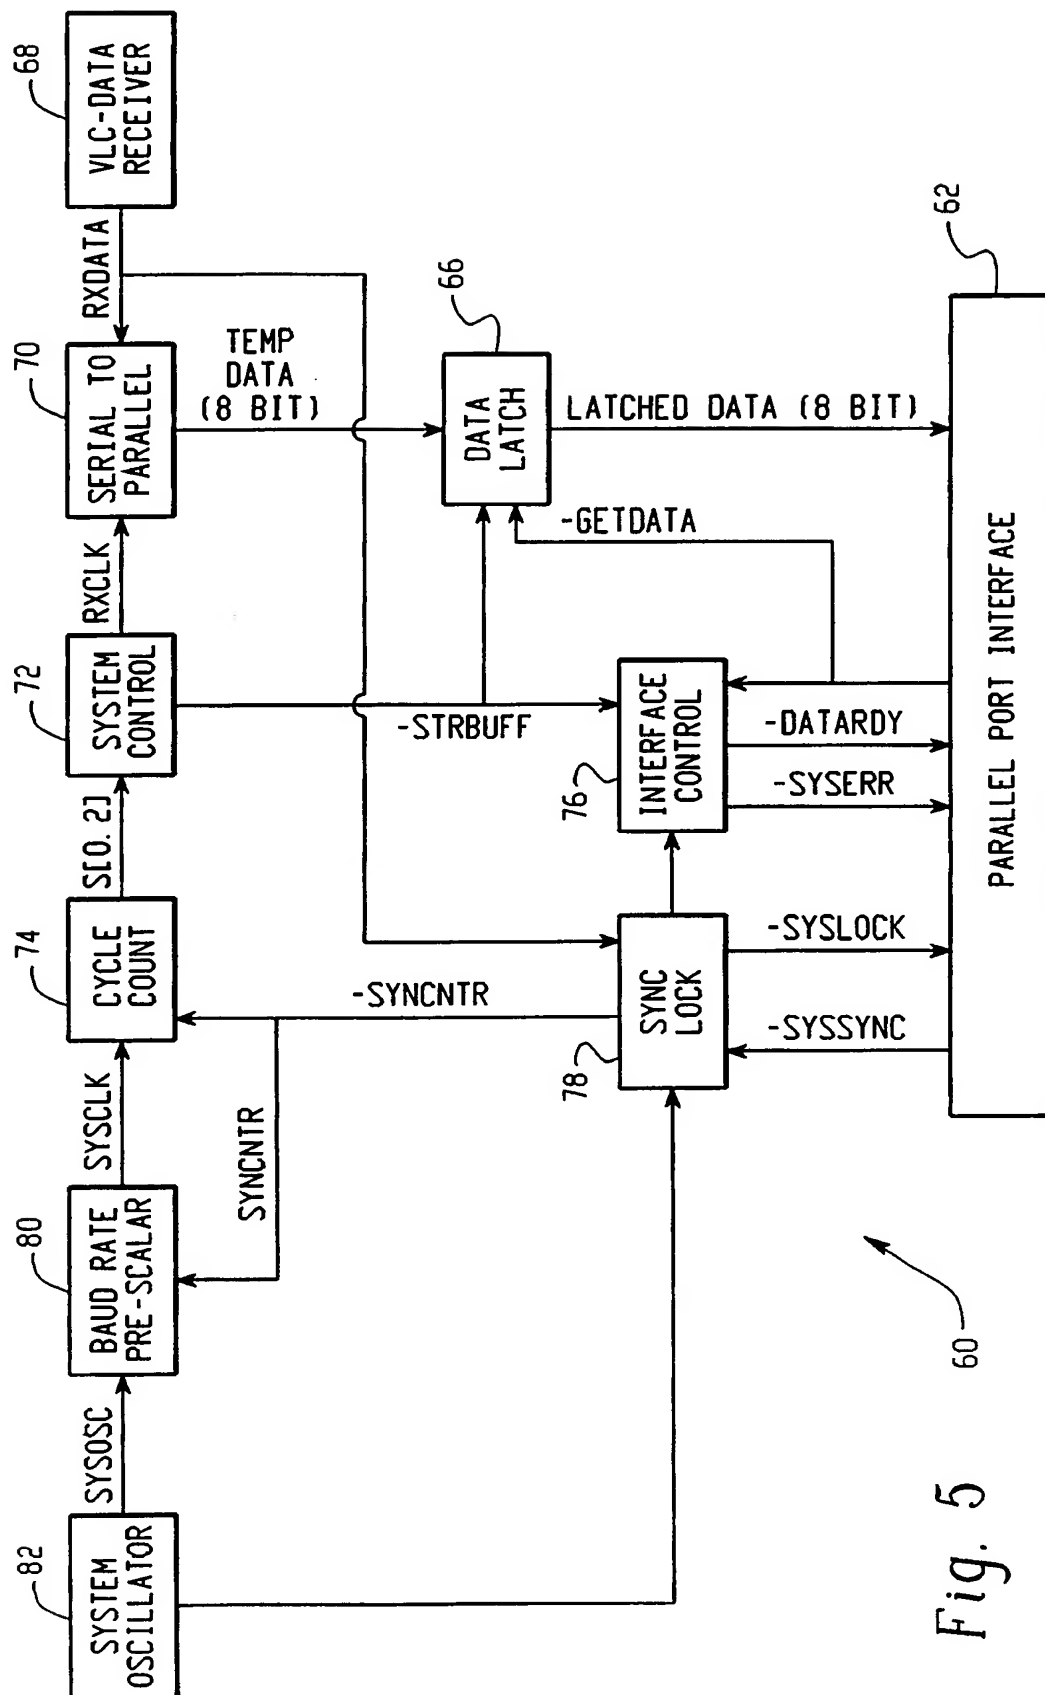 82
SYSTEM
OSCILLATOR
SYSOSC
80
BAUD RATE
PRE-SCALAR
SYSCLK
74
CYCLE
COUNT
S[0. 2]
72
SYSTEM
CONTROL
RXCLK
70
SERIAL TO
PARALLEL
RXDATA
68
VLC-DATA
RECEIVER
SYNCNTR
-SYNCNTR
-STRBUFF
TEMP
DATA
(8 BIT)
78
SYNC
LOCK
76
INTERFACE
CONTROL
66
DATA
LATCH
-GETDATA
LATCHED DATA (8 BIT)
-SYSSYNC
-SYSLOCK
-SYSERR
-DATARDY
62
PARALLEL PORT INTERFACE
60
Fig. 5